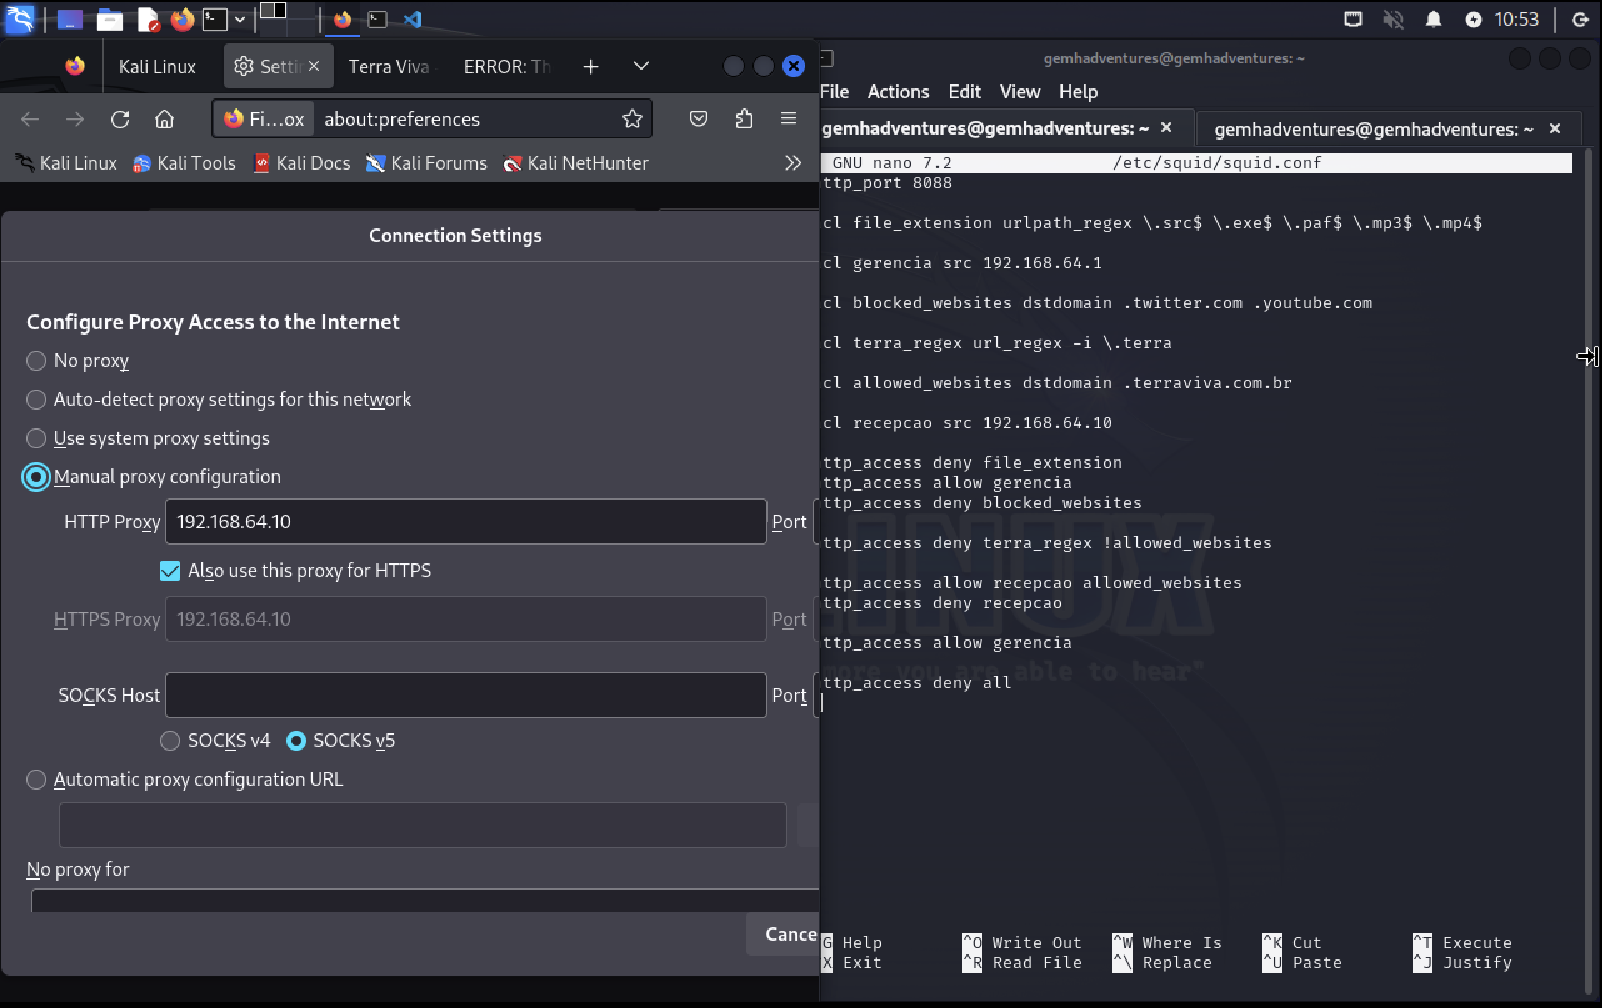 10:53
Kali Linux
Settin
Terra Viva
ERROR: Th
Fi...ox
about:preferences
Kali Linux
Kali Tools
Kali Docs
Kali Forums
Kali NetHunter
Connection Settings
Configure Proxy Access to the Internet
No proxy
Auto-detect proxy settings for this network
Use system proxy settings
Manual proxy configuration
HTTP Proxy 192.168.64.10 Port
Also use this proxy for HTTPS
HTTPS Proxy 192.168.64.10 Port
SOCKS Host Port
SOCKS v4 SOCKS v5
Automatic proxy configuration URL
No proxy for
Cance
gemhadventures@gemhadventures: ~
File Actions Edit View Help
gemhadventures@gemhadventures: ~ gemhadventures@gemhadventures: ~
GNU nano 7.2 /etc/squid/squid.conf
ttp_port 8088
cl file_extension urlpath_regex \.src$ \.exe$ \.paf$ \.mp3$ \.mp4$
cl gerencia src 192.168.64.1
cl blocked_websites dstdomain .twitter.com .youtube.com
cl terra_regex url_regex -i \.terra
cl allowed_websites dstdomain .terraviva.com.br
cl recepcao src 192.168.64.10
ttp_access deny file_extension
ttp_access allow gerencia
ttp_access deny blocked_websites
ttp_access deny terra_regex !allowed_websites
ttp_access allow recepcao allowed_websites
ttp_access deny recepcao
LINUX
ttp_access allow gerencia
more you are able to hear"
ttp_access deny all
G Help ^O Write Out ^W Where Is ^K Cut ^T Execute
X Exit ^R Read File ^\ Replace ^U Paste ^J Justify